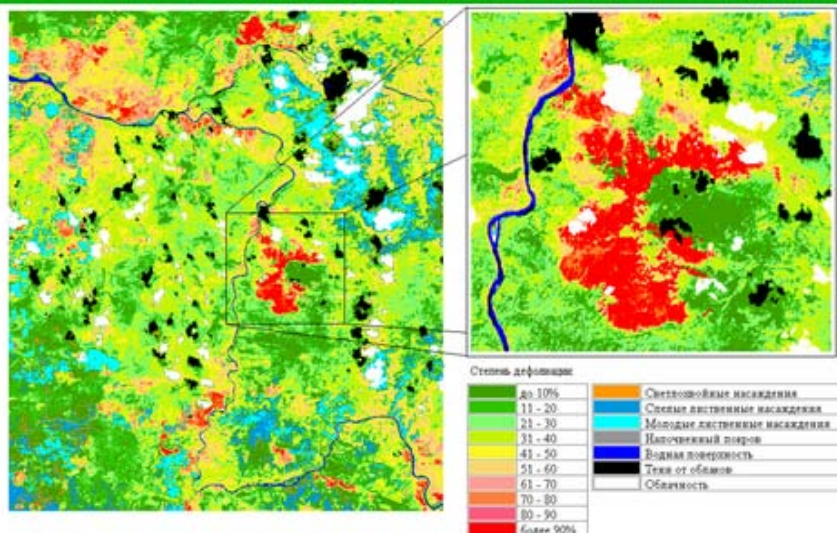 Степень дефолиации
до 10%
11 - 20
21 - 30
31 - 40
41 - 50
51 - 60
61 - 70
70 - 80
80 - 90
более 90%
Светлохвойные насаждения
Спелые лиственные насаждения
Молодые лиственные насаждения
Напочвенный покров
Водная поверхность
Тени от облаков
Облачность